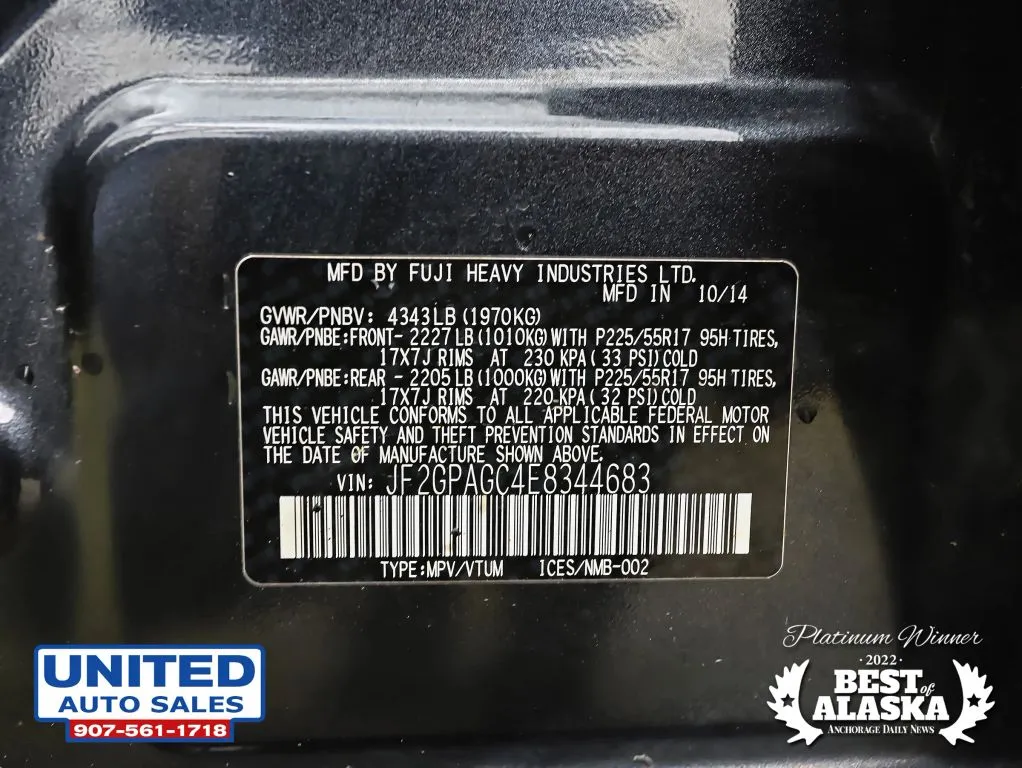 MFD BY FUJI HEAVY INDUSTRIES LTD.
MFD IN 10/14
GVWR/PNBV: 4343LB (1970KG)
GAWR/PNBE:FRONT- 2227 LB (1010KG) WITH P225/55R17 95H TIRES,
17X7J RIMS AT 230 KPA ( 33 PSI) COLD
GAWR/PNBE:REAR - 2205 LB (1000KG) WITH P225/55R17 95H TIRES,
17X7J RIMS AT 220 KPA ( 32 PSI) COLD
THIS VEHICLE CONFORMS TO ALL APPLICABLE FEDERAL MOTOR
VEHICLE SAFETY AND THEFT PREVENTION STANDARDS IN EFFECT ON
THE DATE OF MANUFACTURE SHOWN ABOVE.
VIN: JF2GPAGC4E8344683
TYPE:MPV/VTUM ICES/NMB-002
UNITED
AUTO SALES
907-561-1718
Platinum Winner
·2022·
BEST of
ALASKA
ANCHORAGE DAILY NEWS